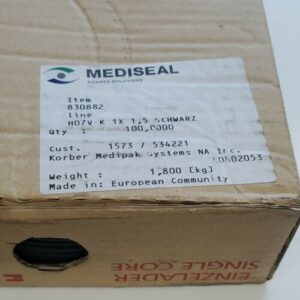 MEDISEAL
KÖRBER SOLUTIONS
Item
830882
line
H07V K 1X 1,5 SCHWARZ
Qty : 100,0000
Cust. 1573 / 534221
Korber Medipak Systems NA Inc.
L0802053
Weight : 1,800 [kg]
Made in: European Community
EINZELADER
SINGLE CORE